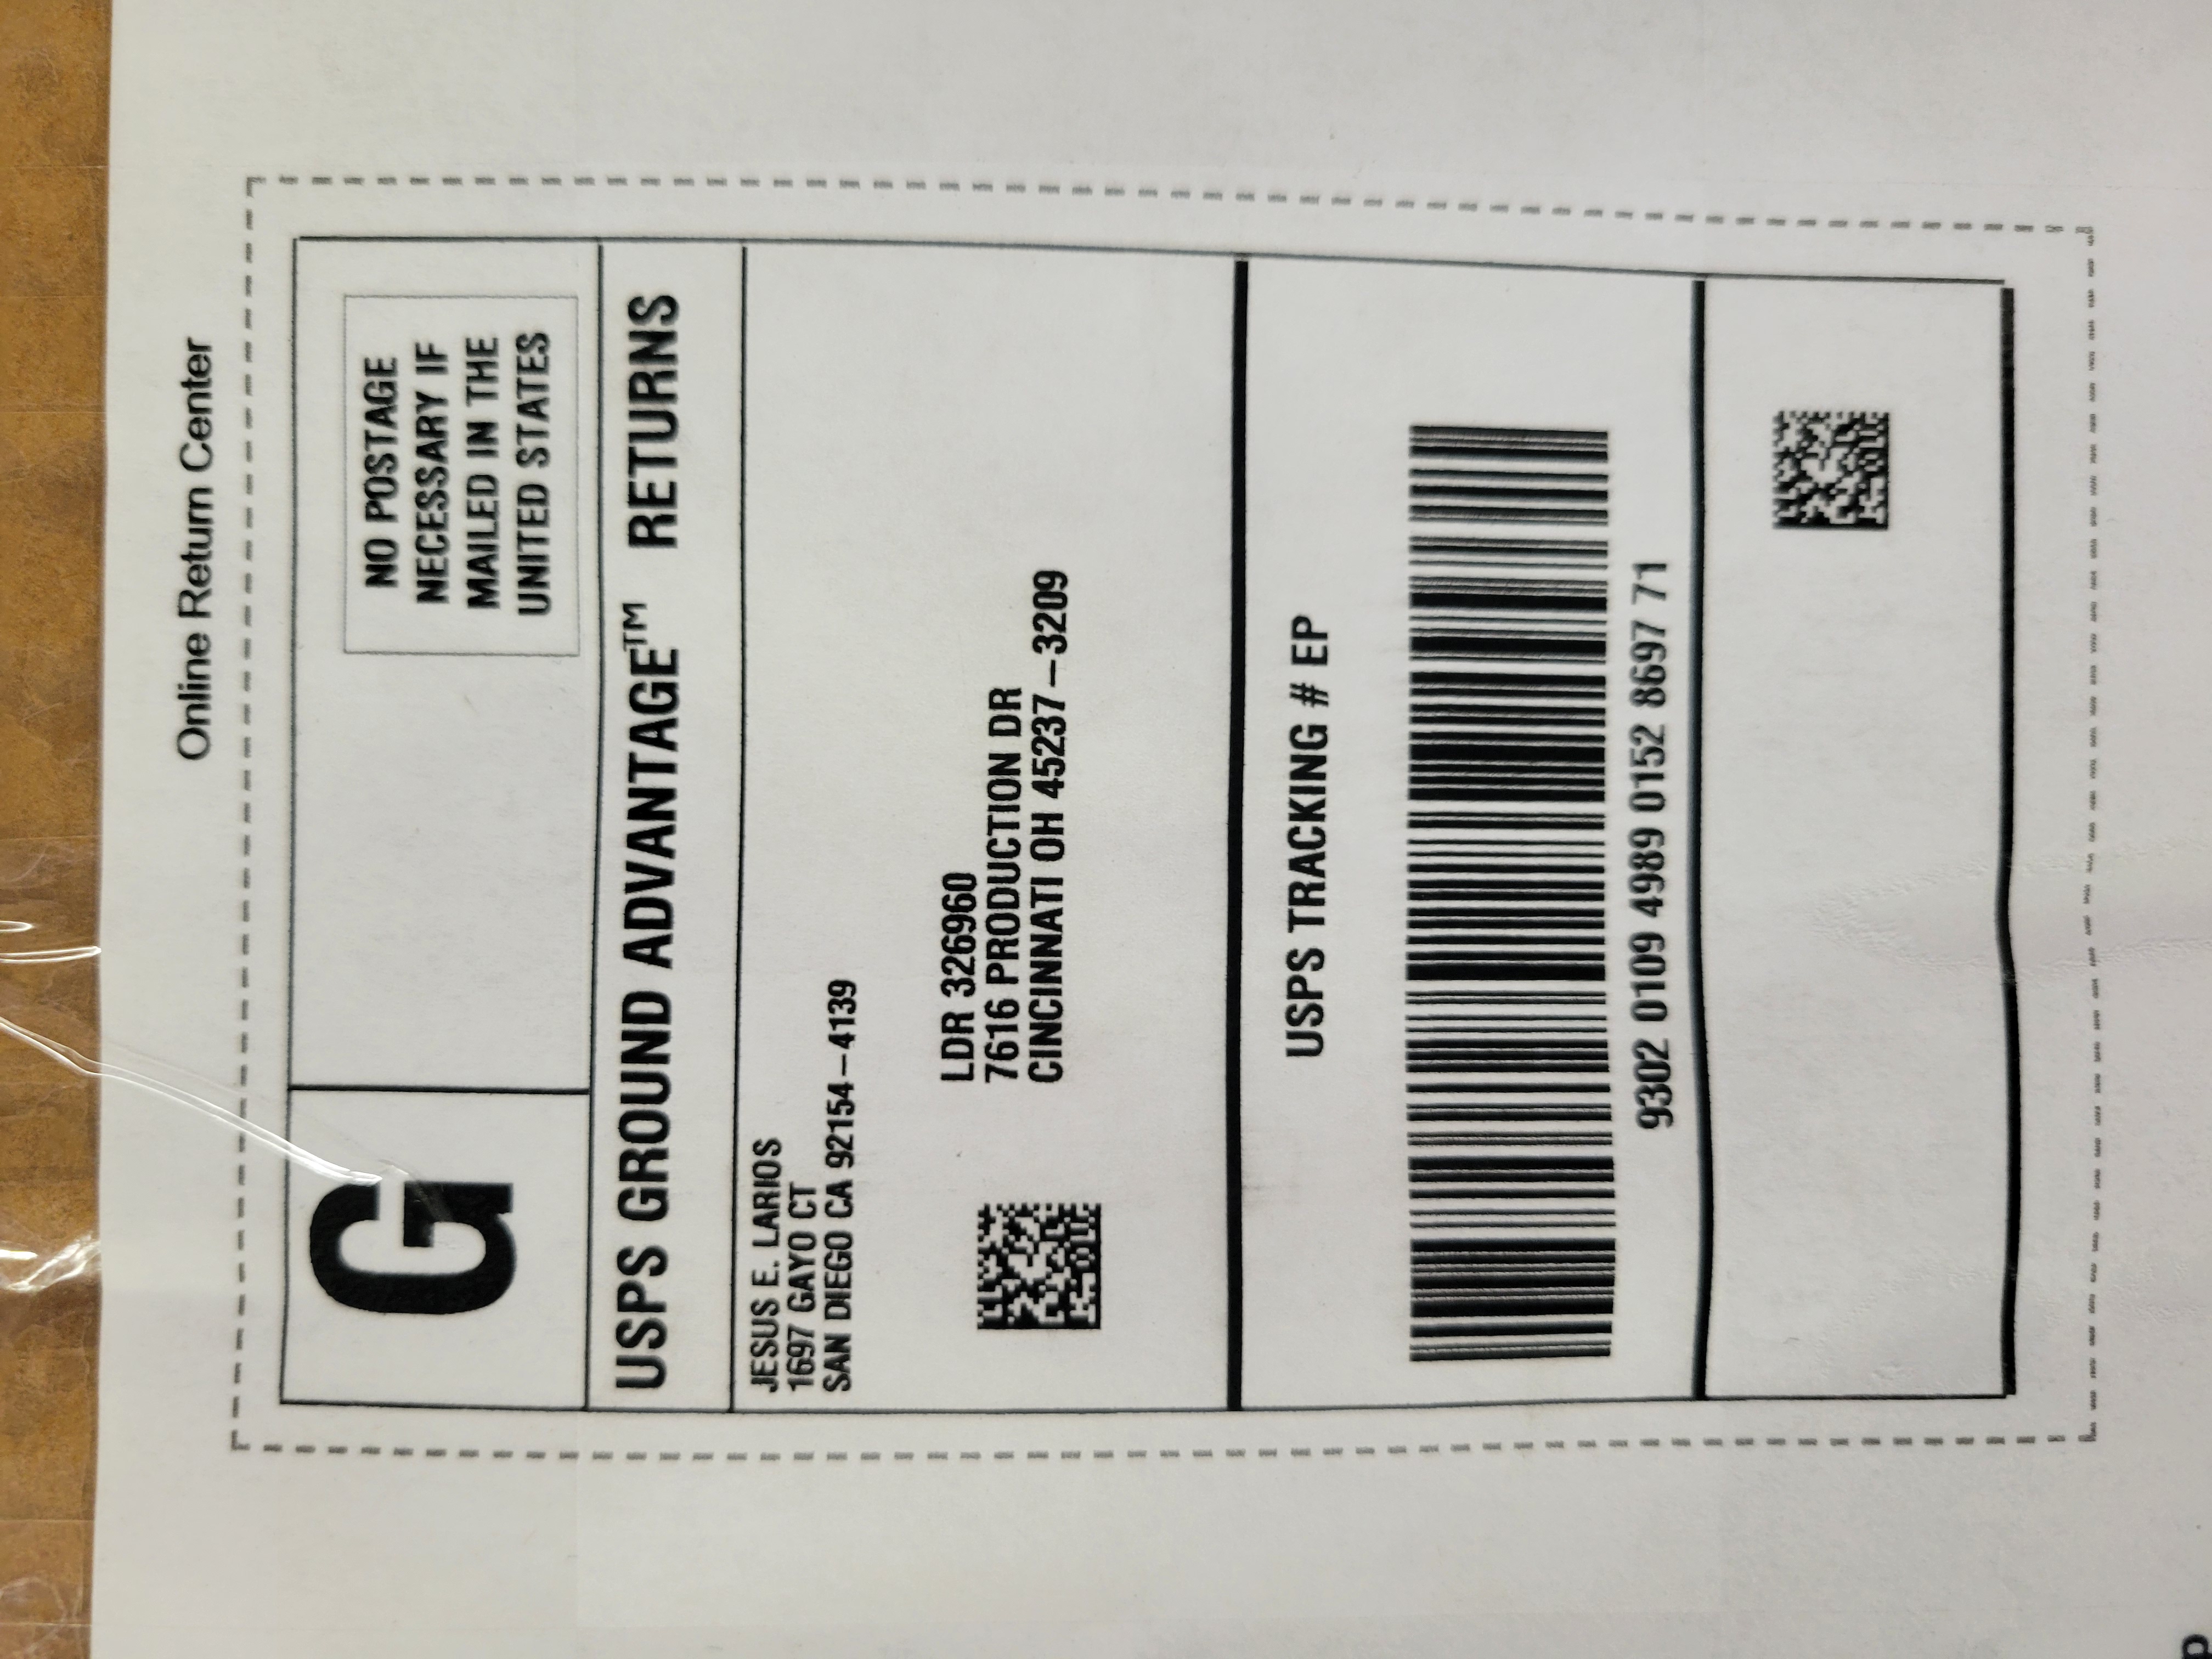 Online Return Center
G
NO POSTAGE
NECESSARY IF
MAILED IN THE
UNITED STATES
USPS GROUND ADVANTAGE™ RETURNS
JESUS E. LARIOS
1697 GAYO CT
SAN DIEGO CA 92154-4139
LDR 326960
7616 PRODUCTION DR
CINCINNATI OH 45237-3209
USPS TRACKING # EP
9302 0109 4989 0152 8697 71